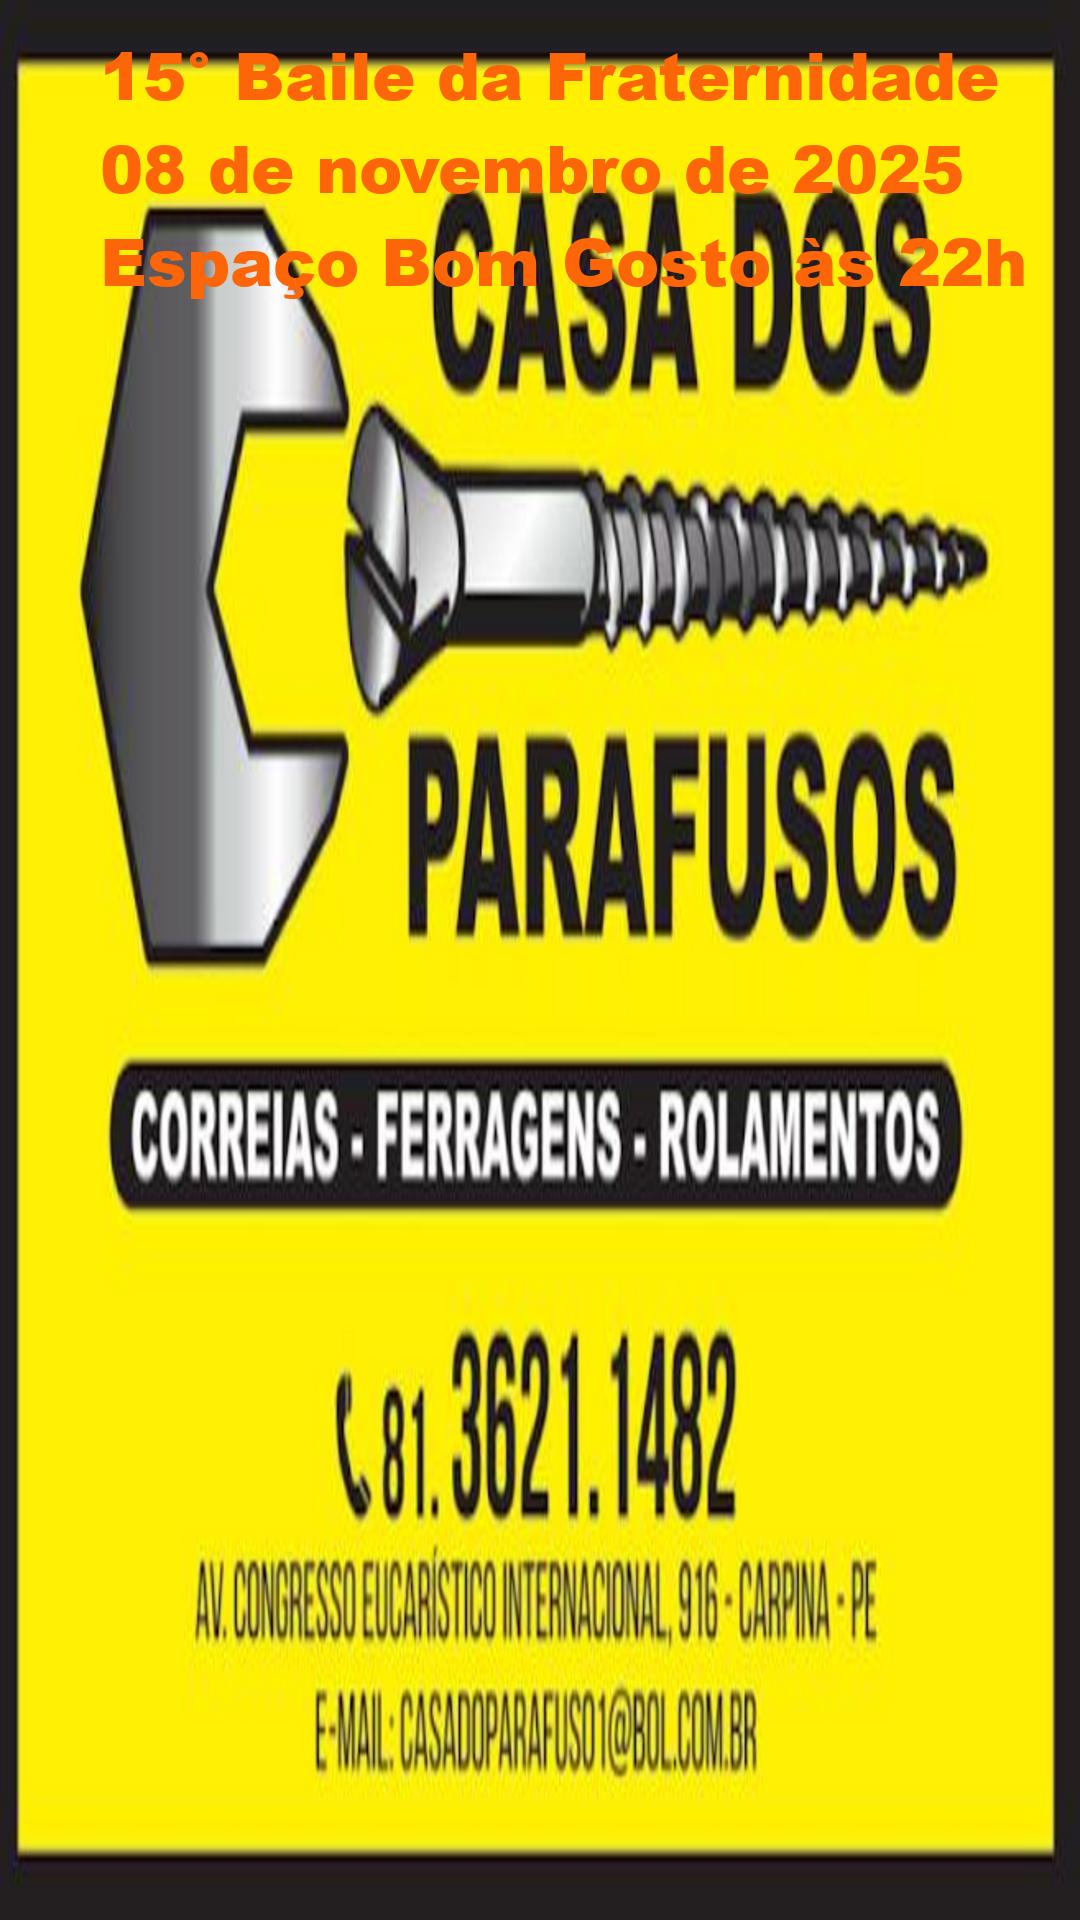 15° Baile da Fraternidade
08 de novembro de 2025
Espaço Bom Gosto às 22h
CASA DOS
PARAFUSOS
CORREIAS - FERRAGENS - ROLAMENTOS
81. 3621.1482
AV. CONGRESSO EUCARÍSTICO INTERNACIONAL, 916 - CARPINA - PE
E-MAIL: CASADOPARAFUSO1@BOL.COM.BR